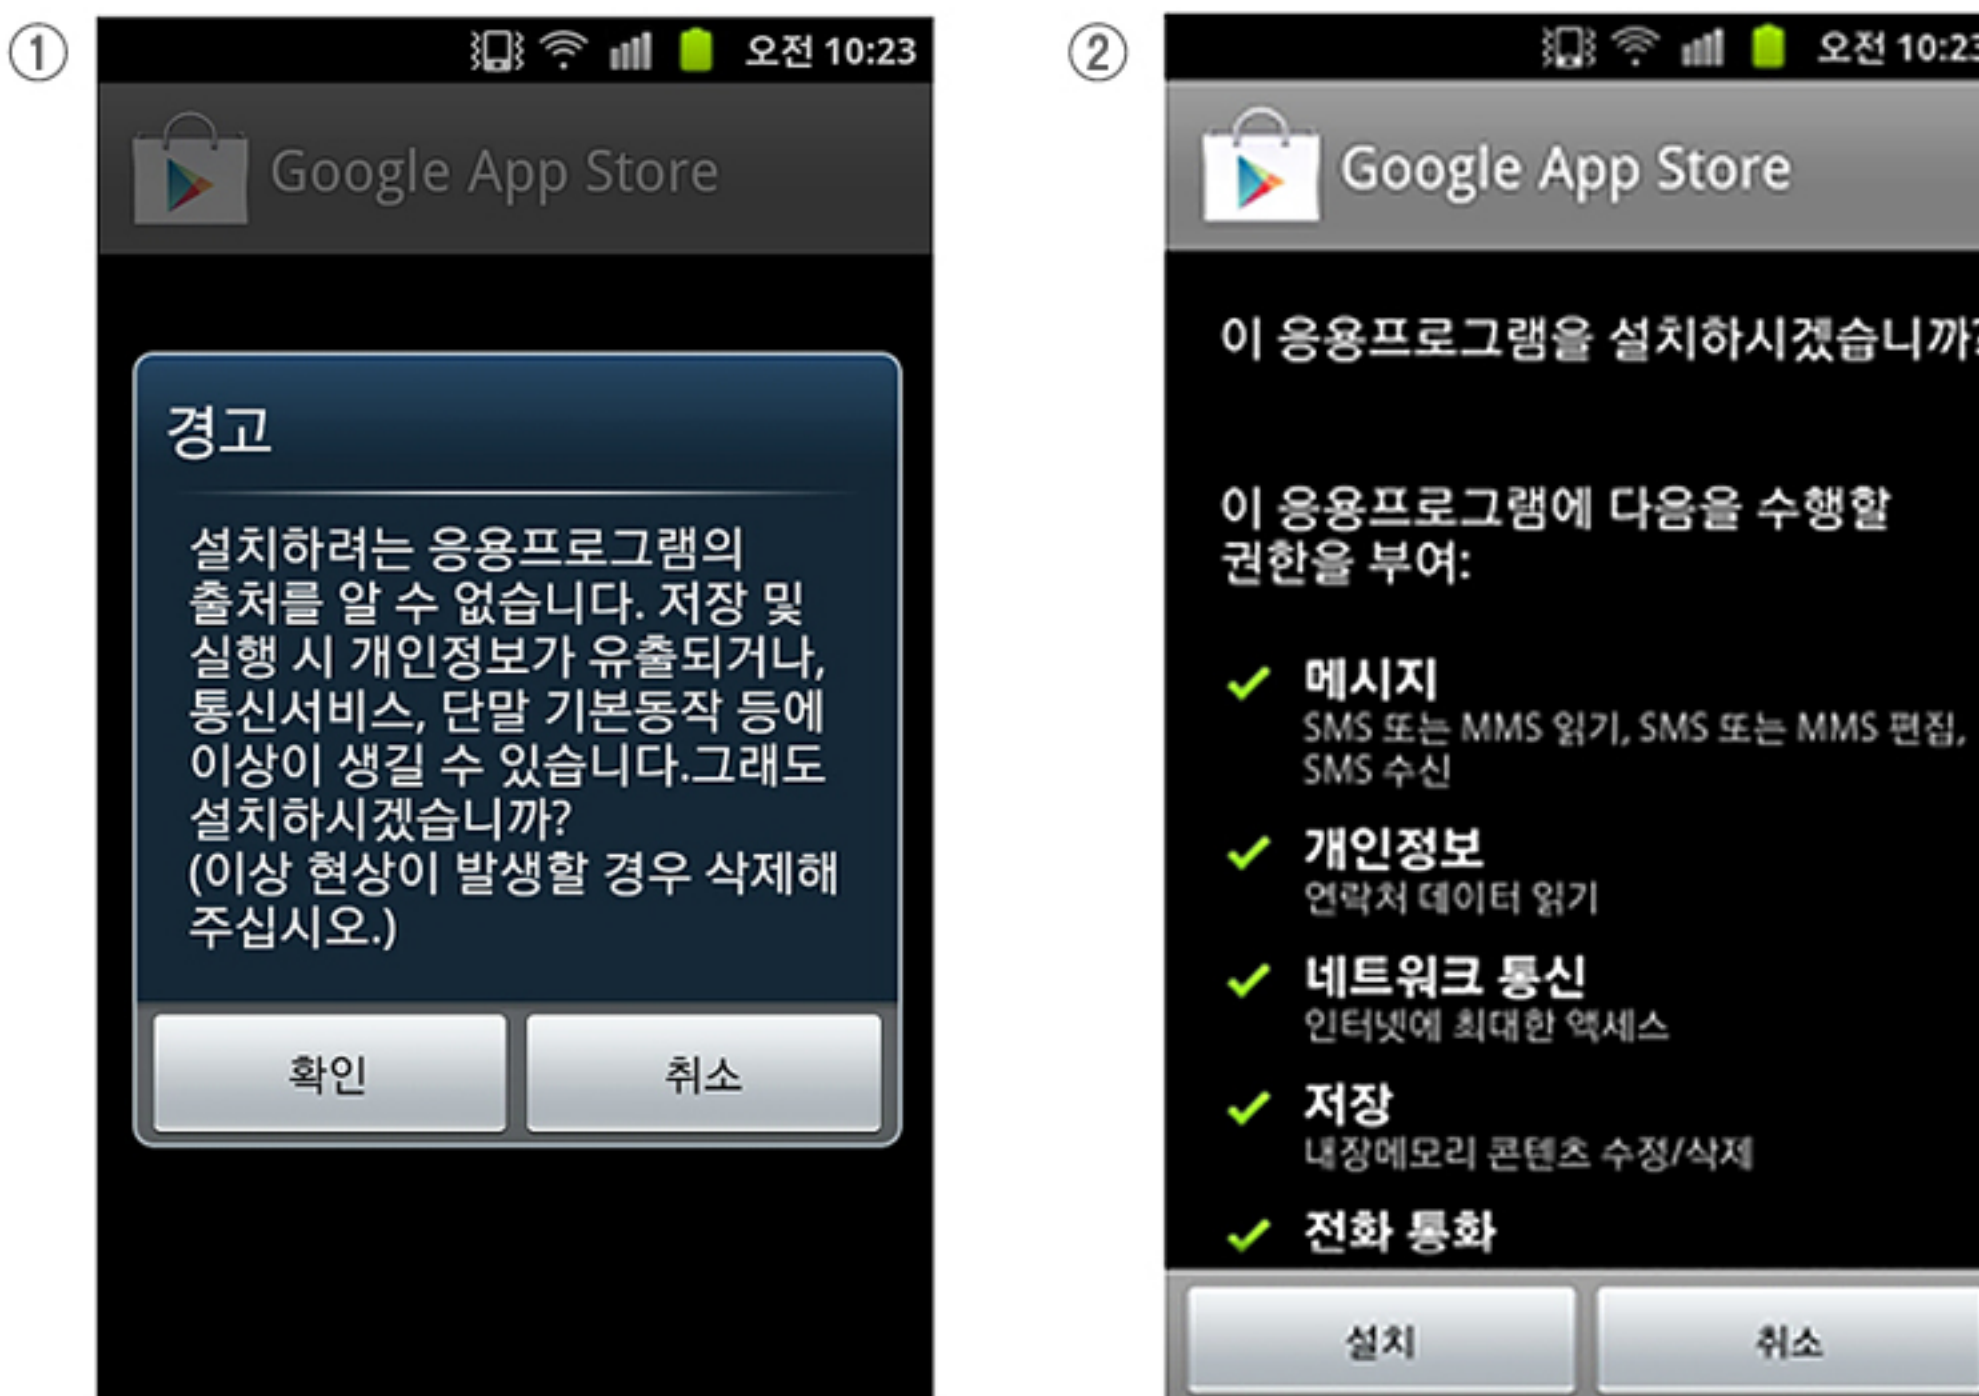 ①
오전 10:23
Google App Store
경고
설치하려는 응용프로그램의
출처를 알 수 없습니다. 저장 및
실행 시 개인정보가 유출되거나,
통신서비스, 단말 기본동작 등에
이상이 생길 수 있습니다.그래도
설치하시겠습니까?
(이상 현상이 발생할 경우 삭제해
주십시오.)
확인
취소
②
오전 10:23
Google App Store
이 응용프로그램을 설치하시겠습니까?
이 응용프로그램에 다음을 수행할
권한을 부여:
메시지
SMS 또는 MMS 읽기, SMS 또는 MMS 편집,
SMS 수신
개인정보
연락처 데이터 읽기
네트워크 통신
인터넷에 최대한 액세스
저장
내장메모리 콘텐츠 수정/삭제
전화 통화
설치
취소